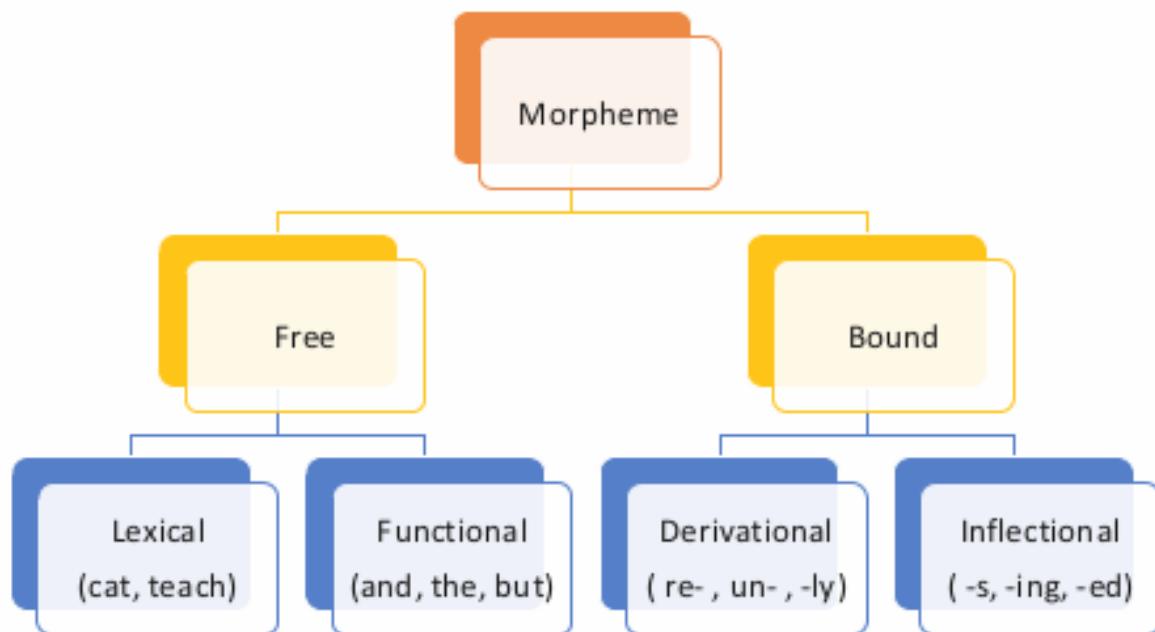 Morpheme
Free
Bound
Lexical
(cat, teach)
Functional
(and, the, but)
Derivational
( re- , un- , -ly)
Inflectional
( -s, -ing, -ed)